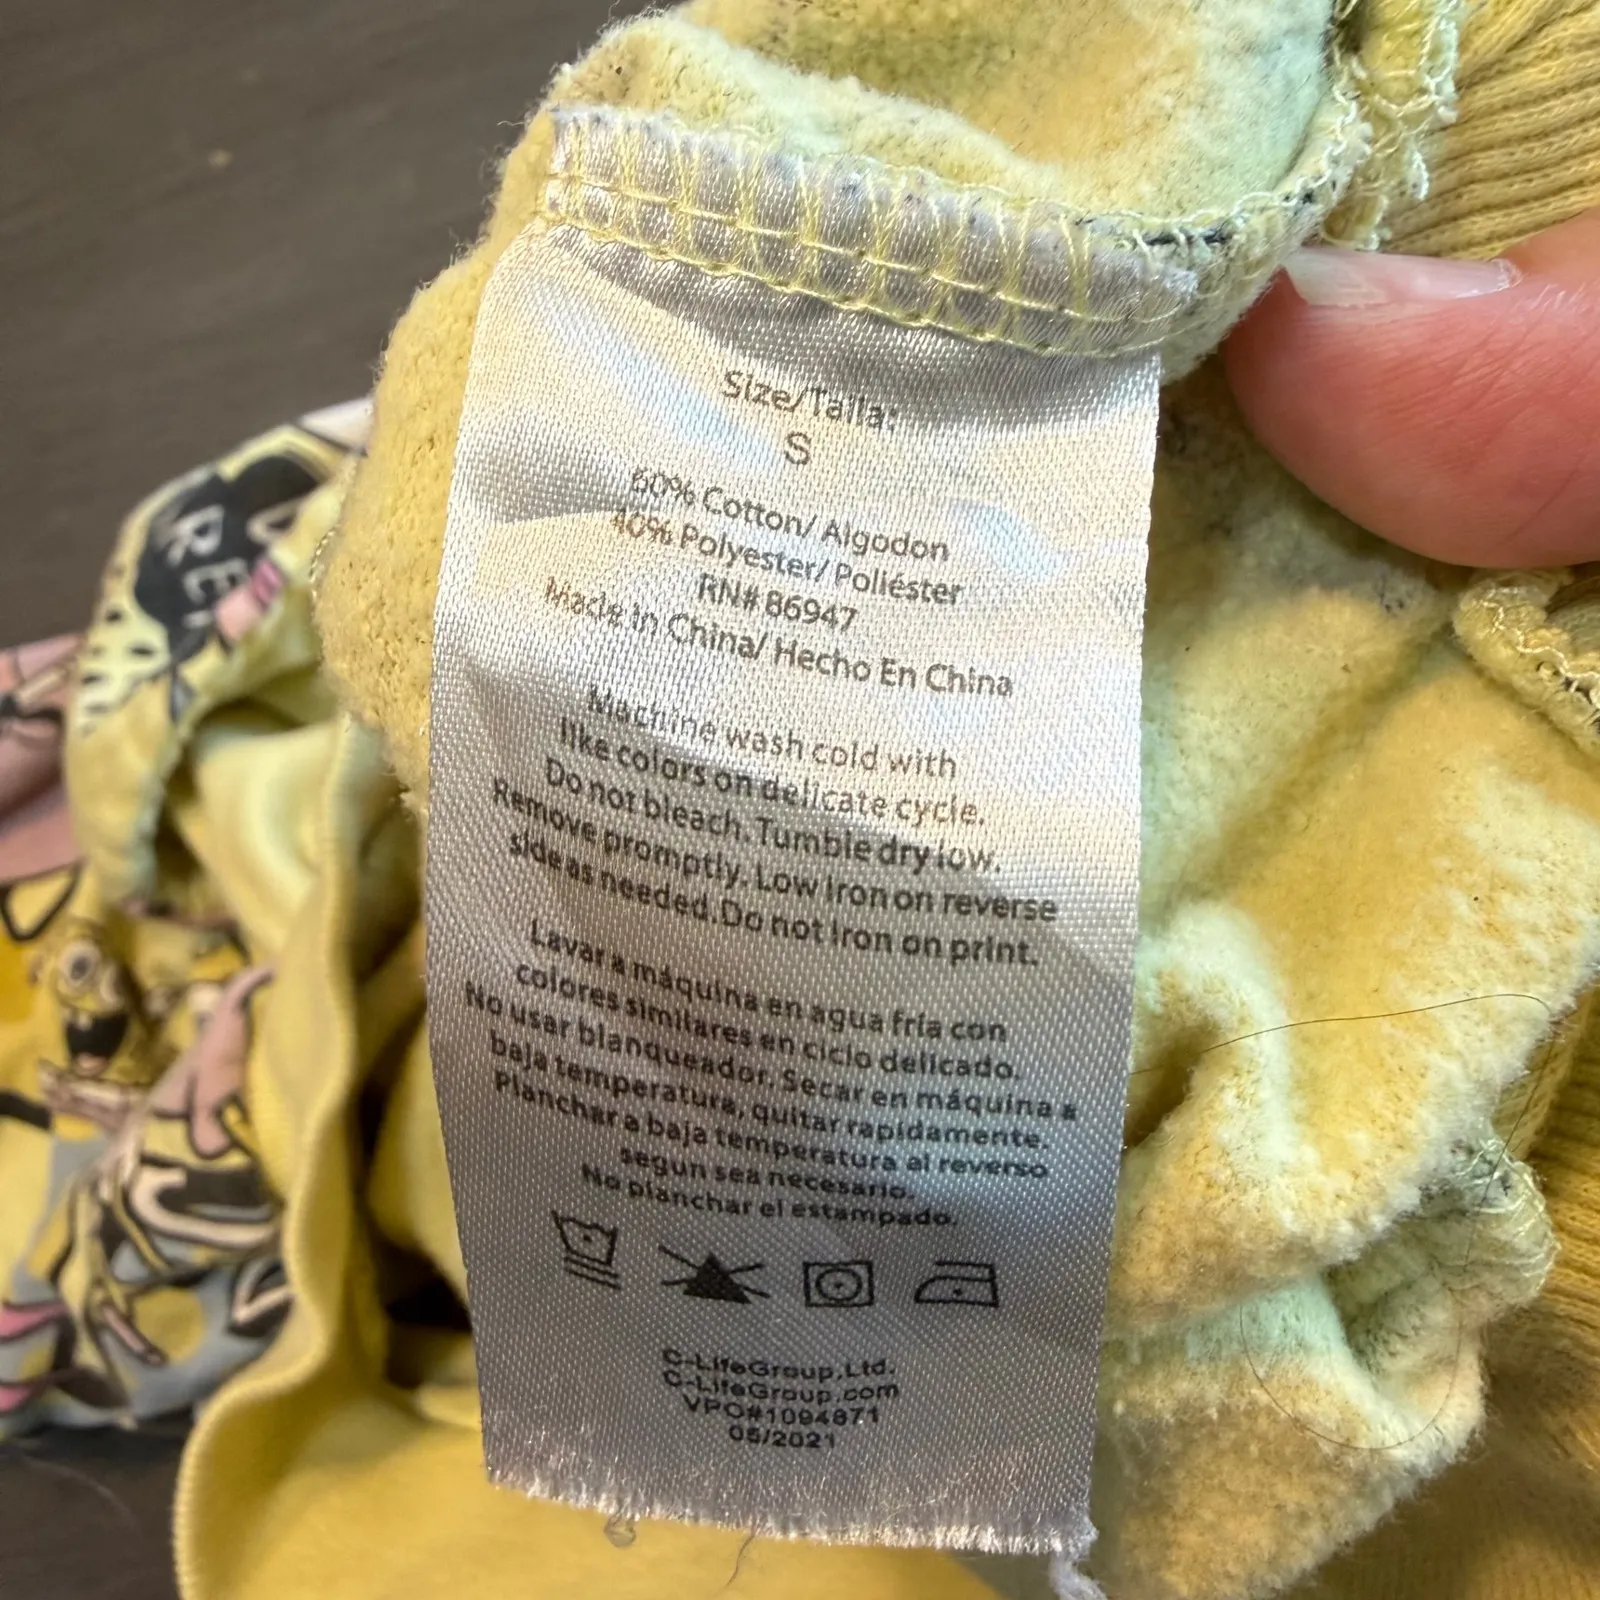 Size/Talla:
S
60% Cotton/ Algodon
40% Polyester/ Poliéster
RN# 86947
Made In China/ Hecho En China
Machine wash cold with
like colors on delicate cycle.
Do not bleach. Tumble dry low.
Remove promptly. Low iron on reverse
side as needed. Do not iron on print.
Lavar a máquina en agua fría con
colores similares en ciclo delicado.
No usar blanqueador. Secar en máquina a
baja temperatura, quitar rapidamente.
Planchar a baja temperatura al reverso
segun sea necesario.
No planchar el estampado.
C-LifeGroup,Ltd.
C-LifeGroup.com
VPO#1094871
05/2021